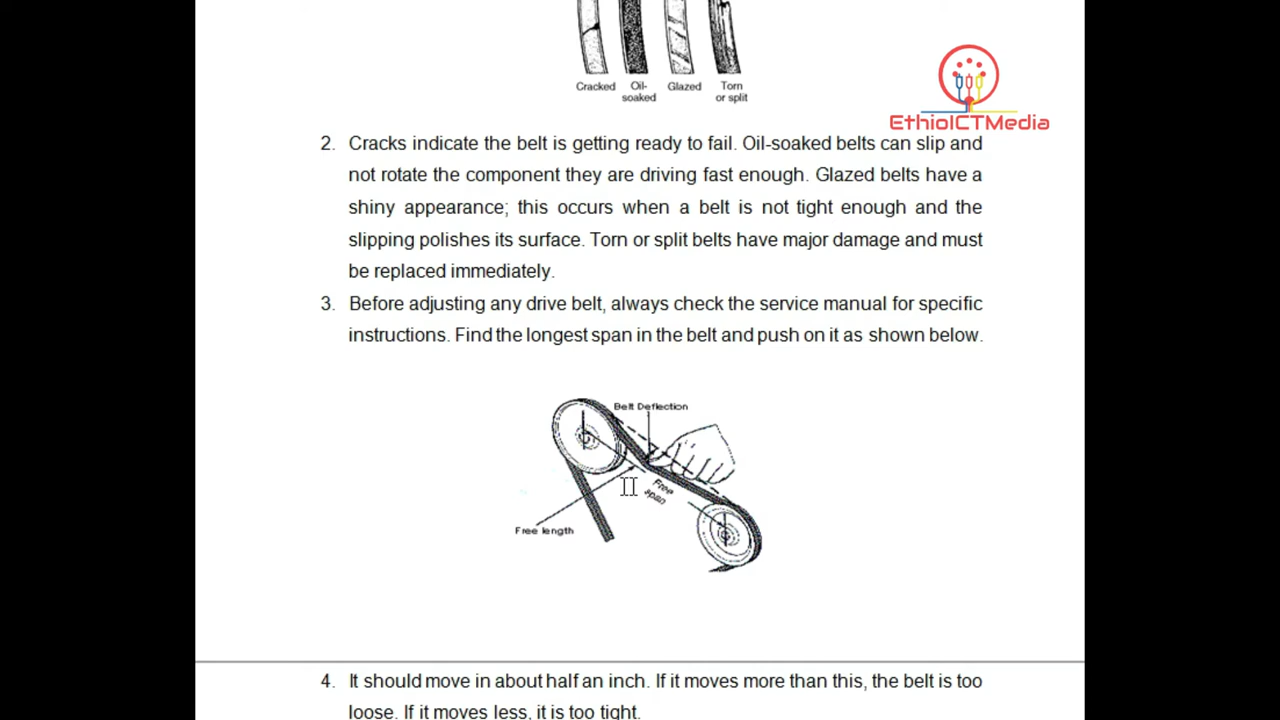 Cracked Oil-soaked Glazed Torn or split
EthioICTMedia
2. Cracks indicate the belt is getting ready to fail. Oil-soaked belts can slip and
not rotate the component they are driving fast enough. Glazed belts have a
shiny appearance; this occurs when a belt is not tight enough and the
slipping polishes its surface. Torn or split belts have major damage and must
be replaced immediately.
3. Before adjusting any drive belt, always check the service manual for specific
instructions. Find the longest span in the belt and push on it as shown below.
Belt Deflection
Free
span
Free length
4. It should move in about half an inch. If it moves more than this, the belt is too
loose. If it moves less, it is too tight.